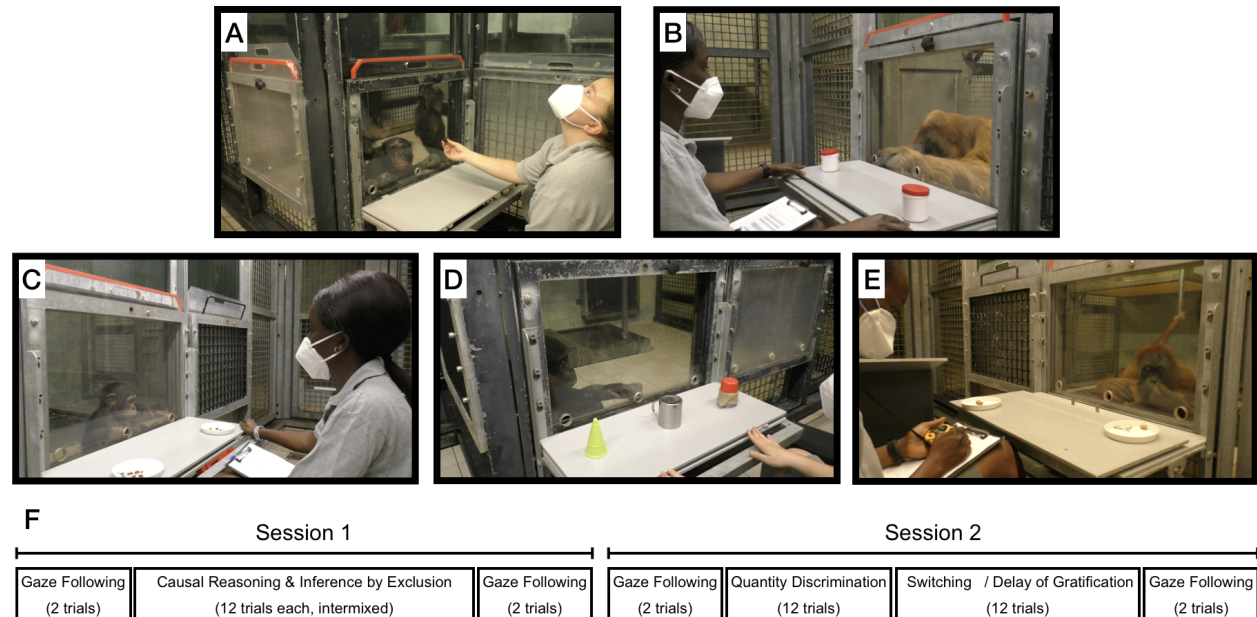 A
B
C
D
E
F
Session 1
Session 2
Gaze Following
(2 trials)
Causal Reasoning & Inference by Exclusion
(12 trials each, intermixed)
Gaze Following
(2 trials)
Gaze Following
(2 trials)
Quantity Discrimination
(12 trials)
Switching / Delay of Gratification
(12 trials)
Gaze Following
(2 trials)